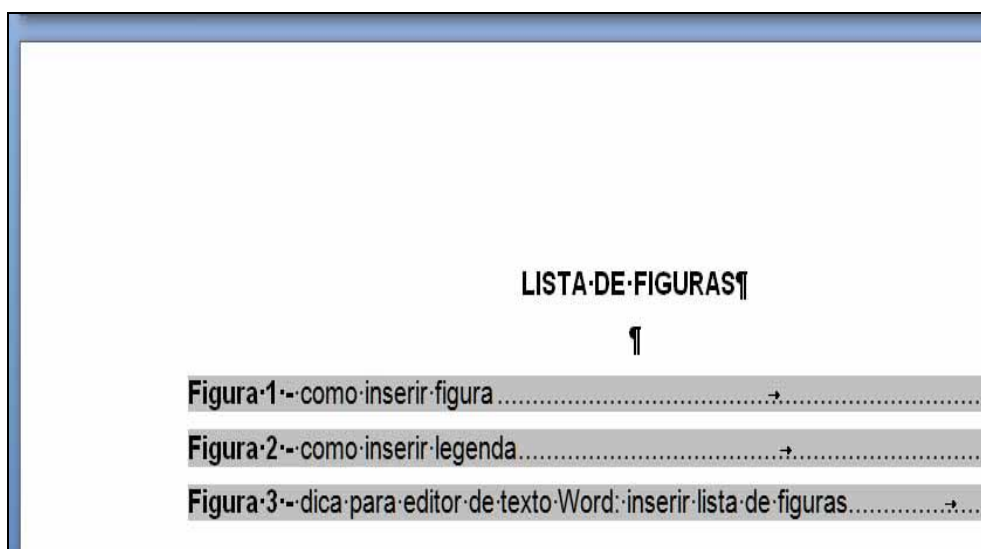 LISTA·DE·FIGURAS¶
¶
Figura·1·-·como·inserir·figura......................................→..............................
Figura·2·-·como·inserir·legenda.....................................→.............................
Figura·3·-·dica·para·editor·de·texto·Word:·inserir·lista·de·figuras...............→....